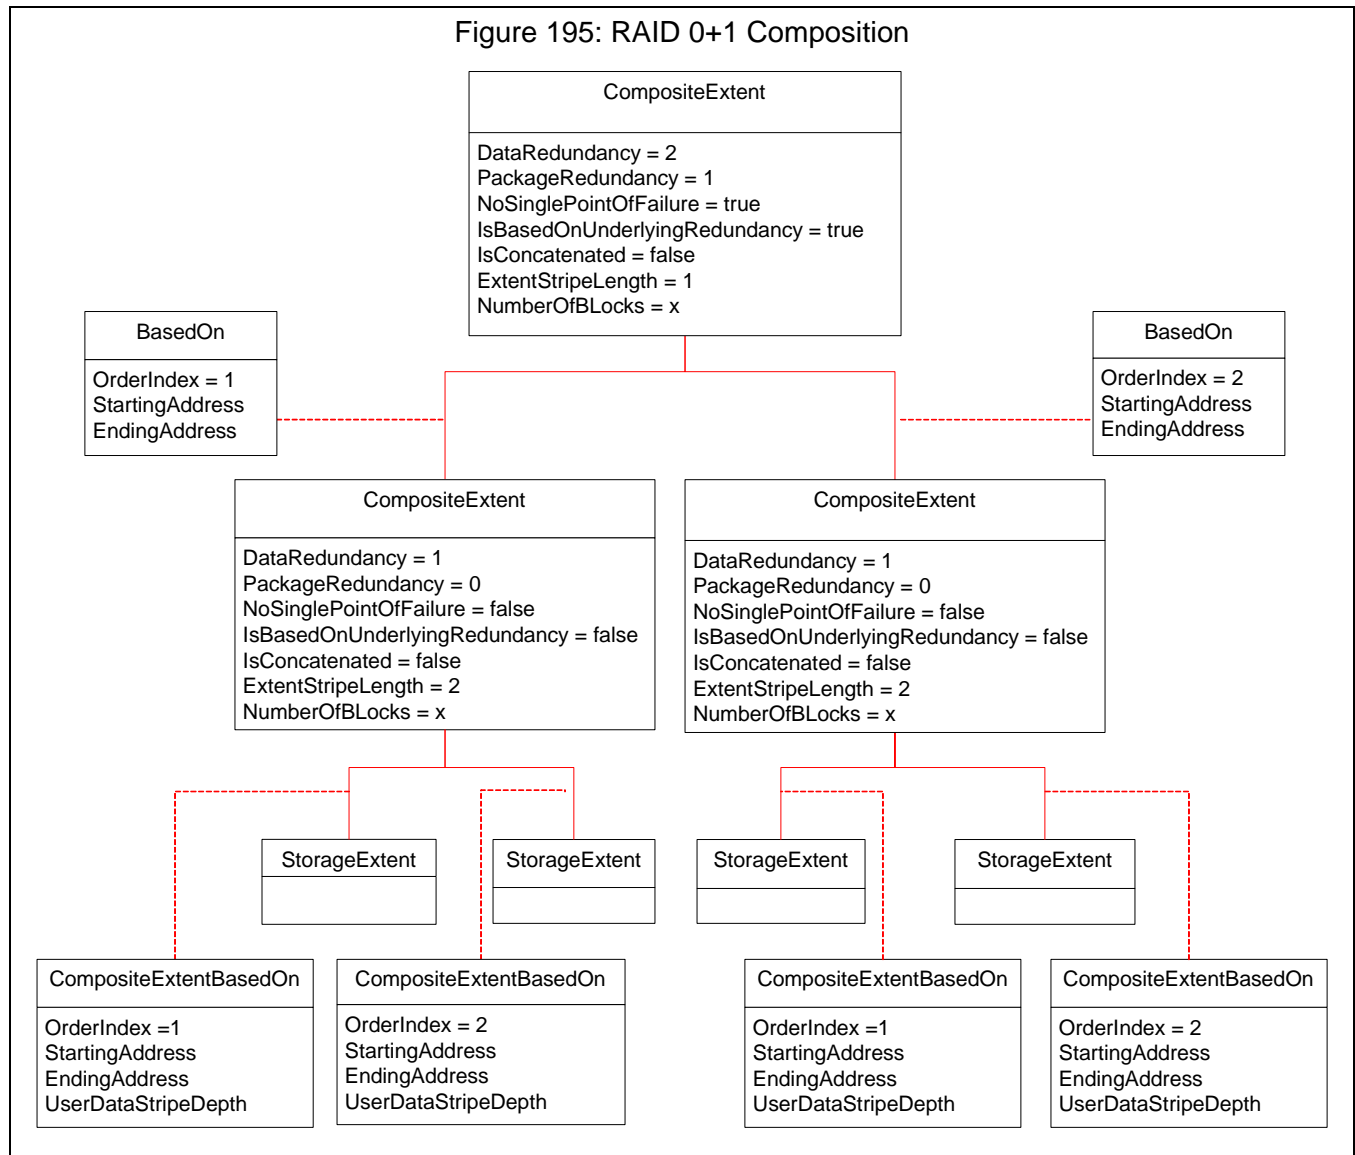 Figure 195: RAID 0+1 Composition
CompositeExtent
DataRedundancy = 2
PackageRedundancy = 1
NoSinglePointOfFailure = true
IsBasedOnUnderlyingRedundancy = true
IsConcatenated = false
ExtentStripeLength = 1
NumberOfBLocks = x
BasedOn
OrderIndex = 1
StartingAddress
EndingAddress
BasedOn
OrderIndex = 2
StartingAddress
EndingAddress
CompositeExtent
DataRedundancy = 1
PackageRedundancy = 0
NoSinglePointOfFailure = false
IsBasedOnUnderlyingRedundancy = false
IsConcatenated = false
ExtentStripeLength = 2
NumberOfBLocks = x
CompositeExtent
DataRedundancy = 1
PackageRedundancy = 0
NoSinglePointOfFailure = false
IsBasedOnUnderlyingRedundancy = false
IsConcatenated = false
ExtentStripeLength = 2
NumberOfBLocks = x
StorageExtent
StorageExtent
StorageExtent
StorageExtent
CompositeExtentBasedOn
OrderIndex =1
StartingAddress
EndingAddress
UserDataStripeDepth
CompositeExtentBasedOn
OrderIndex = 2
StartingAddress
EndingAddress
UserDataStripeDepth
CompositeExtentBasedOn
OrderIndex =1
StartingAddress
EndingAddress
UserDataStripeDepth
CompositeExtentBasedOn
OrderIndex = 2
StartingAddress
EndingAddress
UserDataStripeDepth